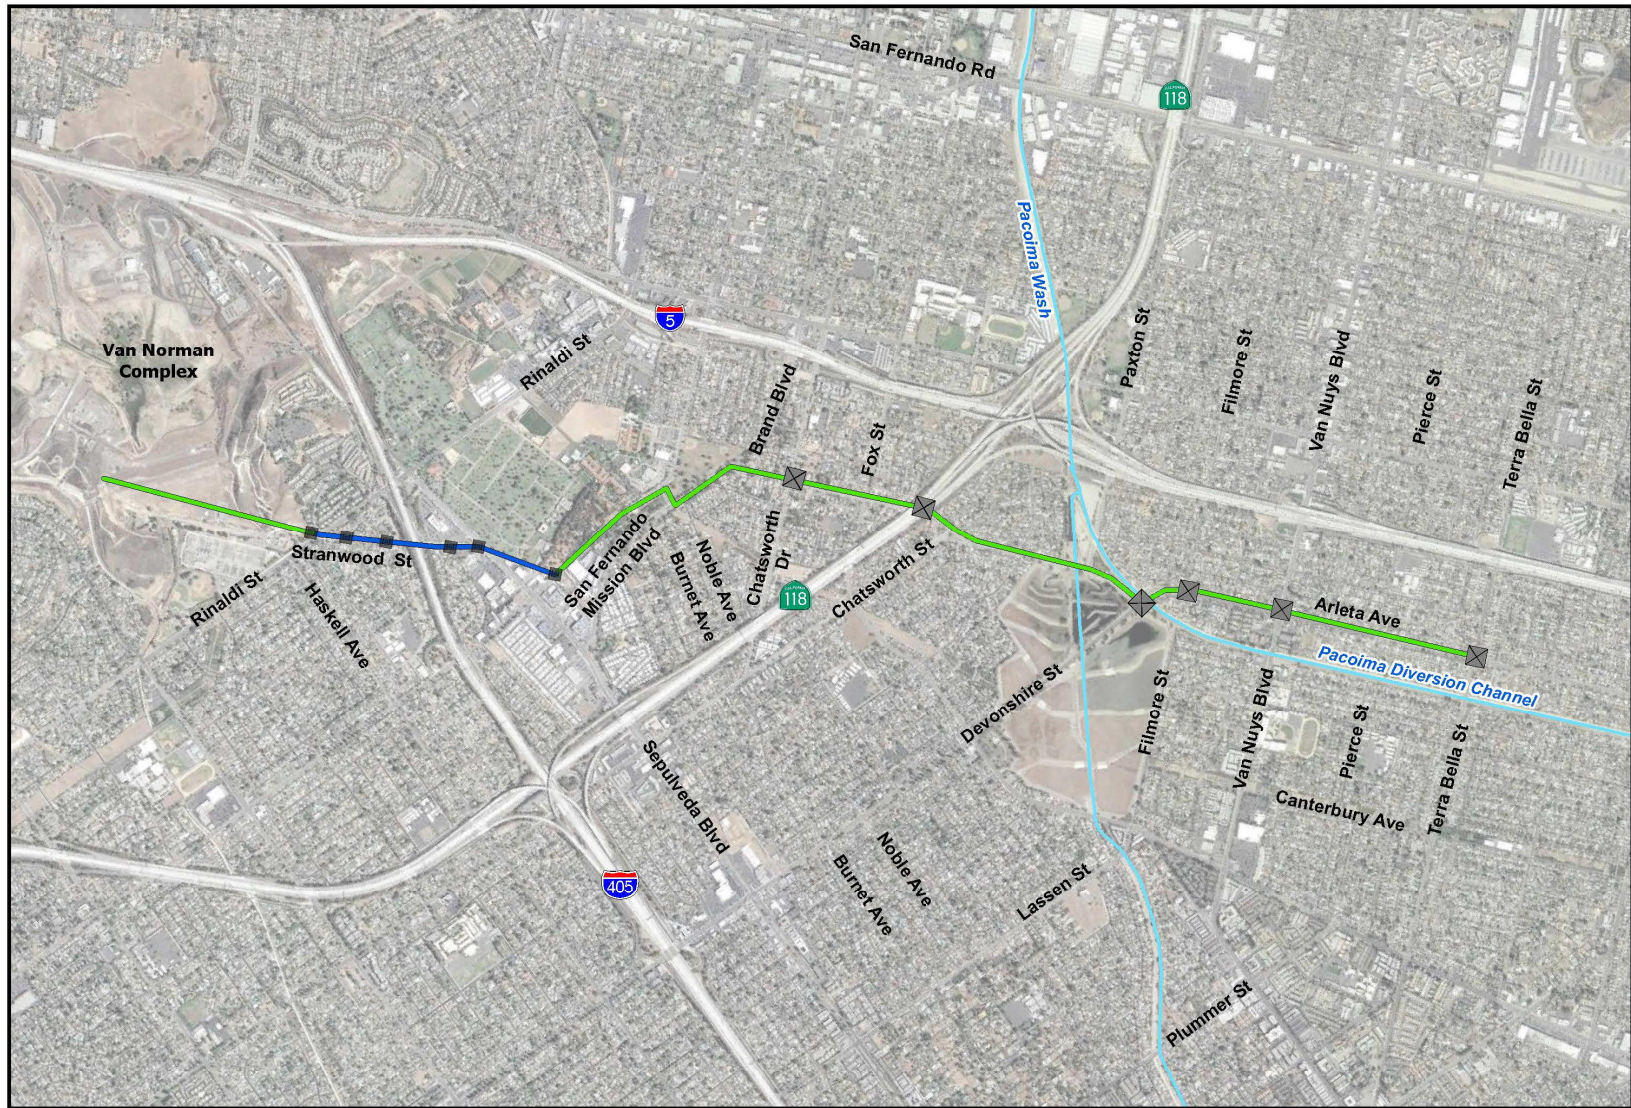 San Fernando Rd
CALIFORNIA
118
Pacoima Wash
5
Van Norman
Complex
Rinaldi St
Brand Blvd
Fox St
Paxton St
Filmore St
Van Nuys Blvd
Pierce St
Terra Bella St
Stranwood St
Rinaldi St
Haskell Ave
San Fernando
Mission Blvd
Noble Ave
Burnet Ave
Chatsworth
Dr
CALIFORNIA
118
Chatsworth St
Arleta Ave
Pacoima Diversion Channel
Devonshire St
Filmore St
Van Nuys Blvd
Pierce St
Terra Bella St
Canterbury Ave
Sepulveda Blvd
405
Noble Ave
Burnet Ave
Lassen St
Plummer St